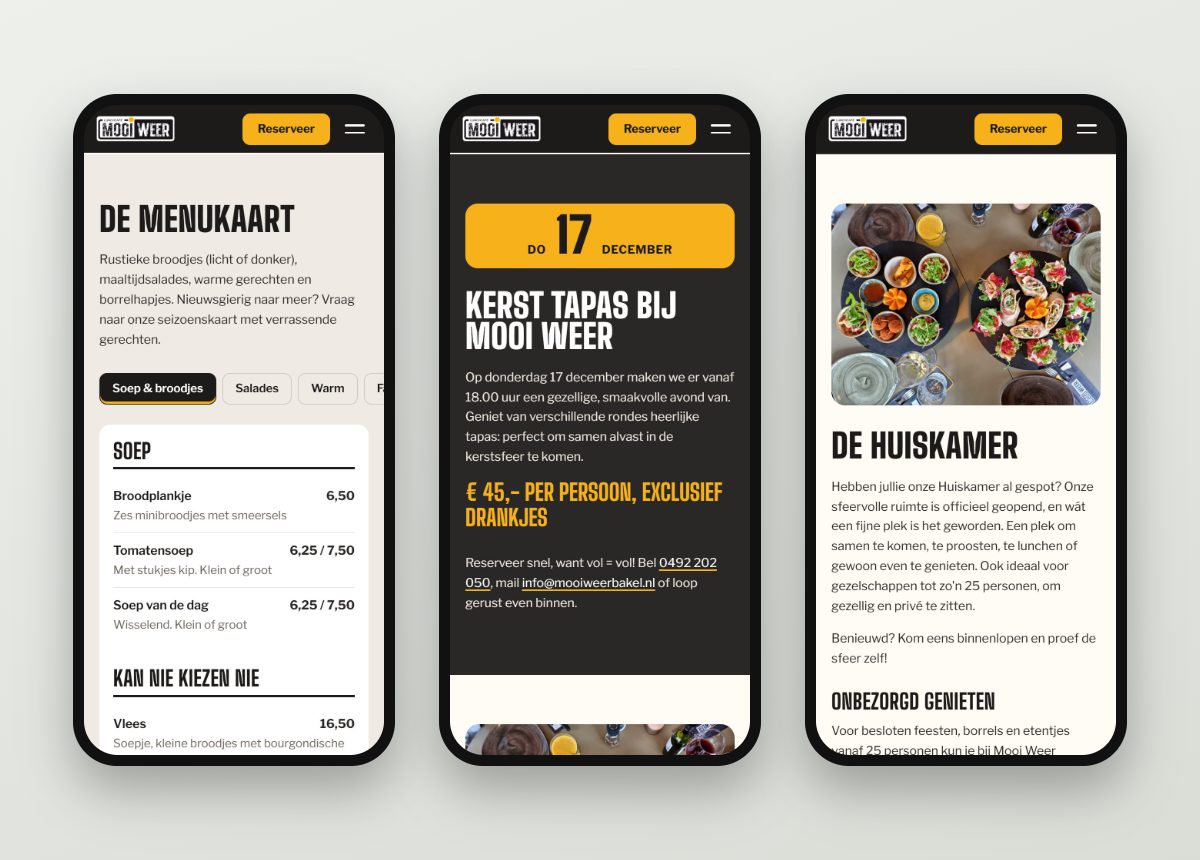 MOOI WEER
Reserveer
DE MENUKAART
Rustieke broodjes (licht of donker),
maaltijdsalades, warme gerechten en
borrelhapjes. Nieuwsgierig naar meer? Vraag
naar onze seizoenskaart met verrassende
gerechten.
Soep & broodjes
Salades
Warm
SOEP
Broodplankje 6,50
Zes minibroodjes met smeersels
Tomatensoep 6,25 / 7,50
Met stukjes kip. Klein of groot
Soep van de dag 6,25 / 7,50
Wisselend. Klein of groot
KAN NIE KIEZEN NIE
Vlees 16,50
Soepje, kleine broodjes met bourgondische
MOOI WEER
Reserveer
DO 17 DECEMBER
KERST TAPAS BIJ
MOOI WEER
Op donderdag 17 december maken we er vanaf
18.00 uur een gezellige, smaakvolle avond van.
Geniet van verschillende rondes heerlijke
tapas: perfect om samen alvast in de
kerstsfeer te komen.
€ 45,- PER PERSOON, EXCLUSIEF
DRANKJES
Reserveer snel, want vol = vol! Bel 0492 202
050, mail info@mooiweerbakel.nl of loop
gerust even binnen.
MOOI WEER
Reserveer
DE HUISKAMER
Hebben jullie onze Huiskamer al gespot? Onze
sfeervolle ruimte is officieel geopend, en wát
een fijne plek is het geworden. Een plek om
samen te komen, te proosten, te lunchen of
gewoon even te genieten. Ook ideaal voor
gezelschappen tot zo'n 25 personen, om
gezellig en privé te zitten.
Benieuwd? Kom eens binnenlopen en proef de
sfeer zelf!
ONBEZORGD GENIETEN
Voor besloten feesten, borrels en etentjes
vanaf 25 personen kun je bij Mooi Weer